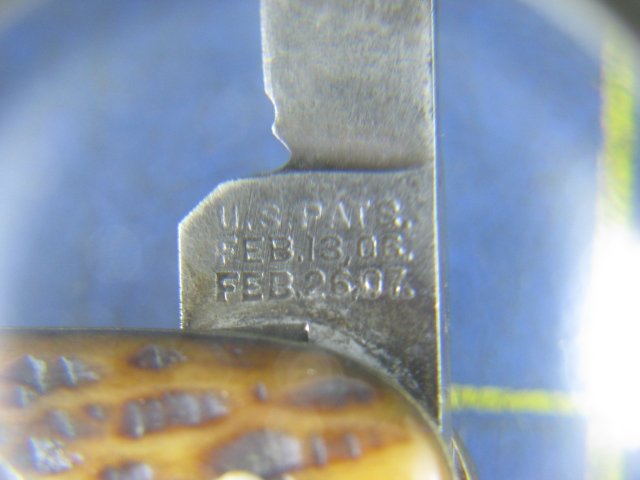 U.S. PATS.
FEB. 13, 06.
FEB. 26, 07.